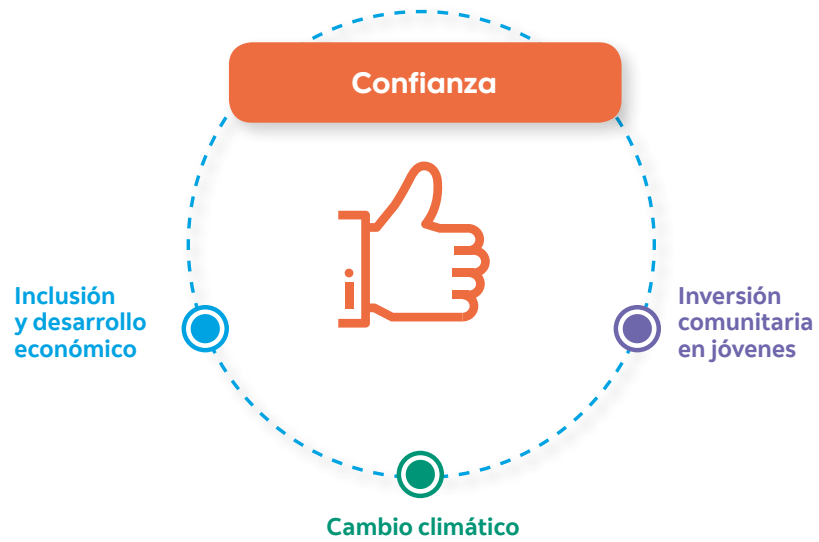 Confianza
Inclusión
y desarrollo
económico
Inversión
comunitaria
en jóvenes
Cambio climático